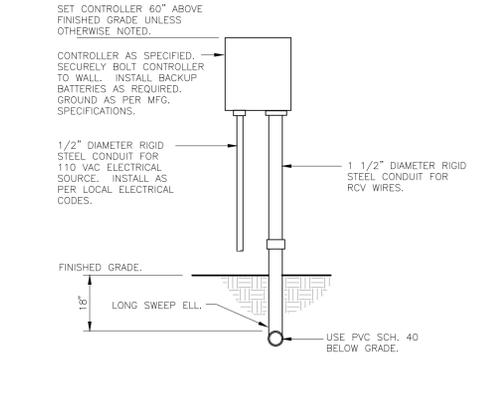 SET CONTROLLER 60" ABOVE
FINISHED GRADE UNLESS
OTHERWISE NOTED.
CONTROLLER AS SPECIFIED.
SECURELY BOLT CONTROLLER
TO WALL. INSTALL BACKUP
BATTERIES AS REQUIRED.
GROUND AS PER MFG.
SPECIFICATIONS.
1/2" DIAMETER RIGID
STEEL CONDUIT FOR
110 VAC ELECTRICAL
SOURCE. INSTALL AS
PER LOCAL ELECTRICAL
CODES.
1 1/2" DIAMETER RIGID
STEEL CONDUIT FOR
RCV WIRES.
FINISHED GRADE.
18"
LONG SWEEP ELL.
USE PVC SCH. 40
BELOW GRADE.